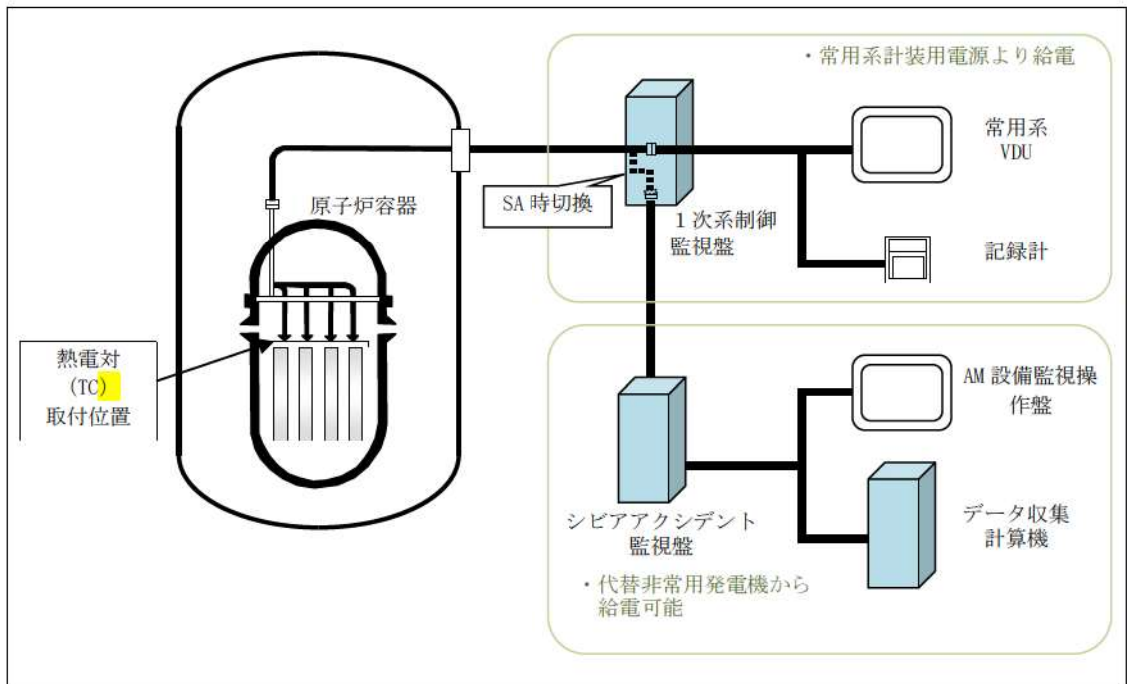 ・常用系計装用電源より給電
常用系
VDU
SA 時切換
原子炉容器
１次系制御
監視盤
記録計
熱電対
(TC)
取付位置
AM 設備監視操
作盤
シビアアクシデント
監視盤
データ収集
計算機
・代替非常用発電機から
給電可能